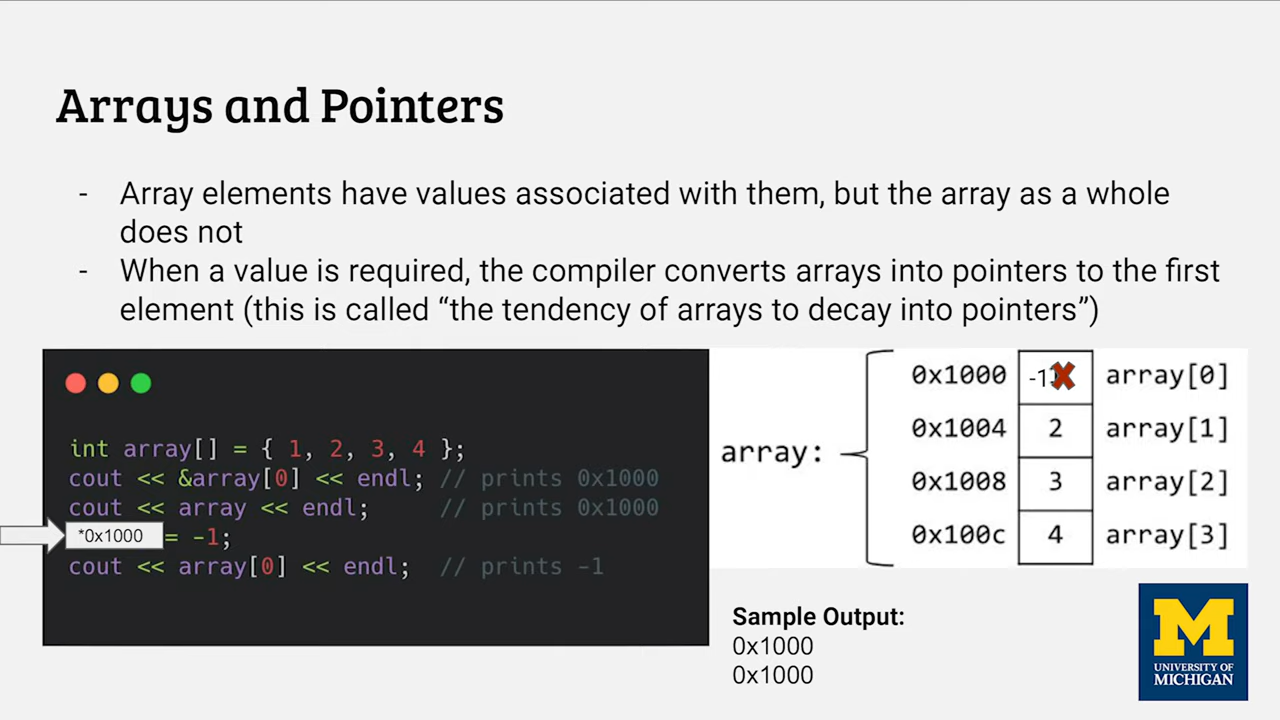 Arrays and Pointers
- Array elements have values associated with them, but the array as a whole
does not
- When a value is required, the compiler converts arrays into pointers to the first
element (this is called “the tendency of arrays to decay into pointers”)
int array[] = { 1, 2, 3, 4 };
cout << &array[0] << endl; // prints 0x1000
cout << array << endl; // prints 0x1000
*0x1000 = -1;
cout << array[0] << endl; // prints -1
array:
0x1000 -1 array[0]
0x1004 2 array[1]
0x1008 3 array[2]
0x100c 4 array[3]
Sample Output:
0x1000
0x1000
M
UNIVERSITY OF
MICHIGAN